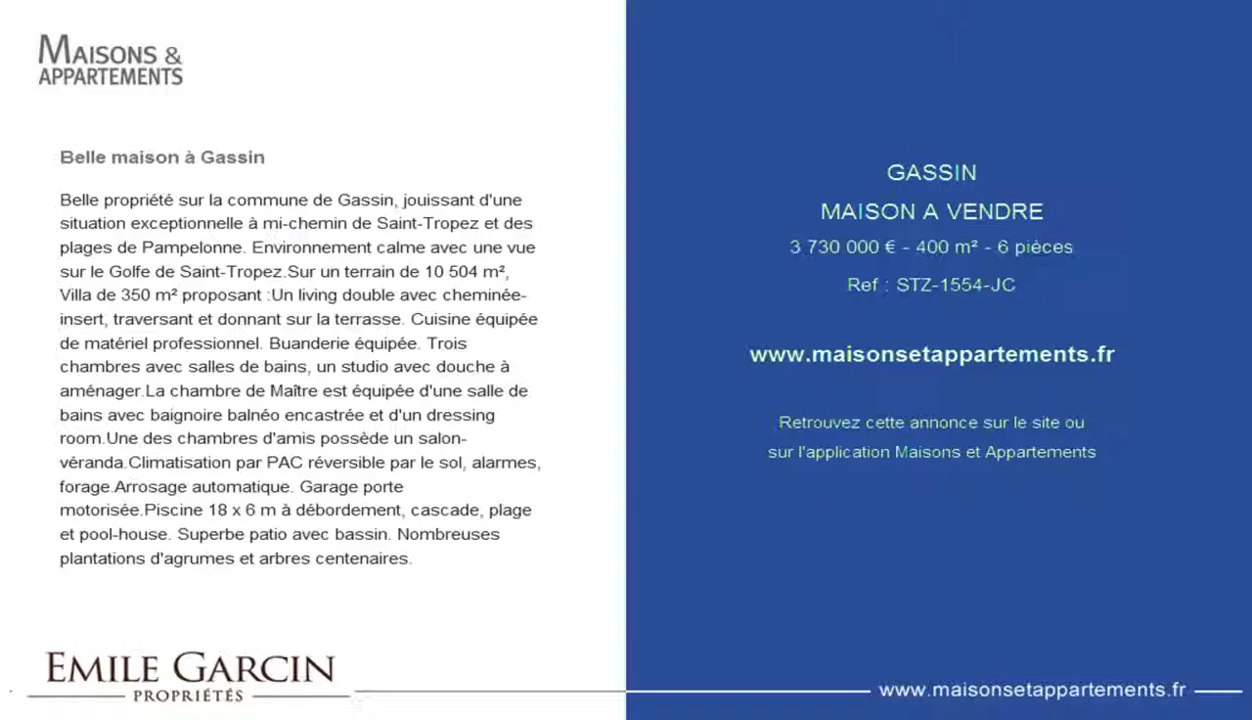 MAISONS &
APPARTEMENTS
Belle maison à Gassin
Belle propriété sur la commune de Gassin, jouissant d'une
situation exceptionnelle à mi-chemin de Saint-Tropez et des
plages de Pampelonne. Environnement calme avec une vue
sur le Golfe de Saint-Tropez.Sur un terrain de 10 504 m²,
Villa de 350 m² proposant :Un living double avec cheminée-
insert, traversant et donnant sur la terrasse. Cuisine équipée
de matériel professionnel. Buanderie équipée. Trois
chambres avec salles de bains, un studio avec douche à
aménager.La chambre de Maître est équipée d'une salle de
bains avec baignoire balnéo encastrée et d'un dressing
room.Une des chambres d'amis possède un salon-
véranda.Climatisation par PAC réversible par le sol, alarmes,
forage.Arrosage automatique. Garage porte
motorisée.Piscine 18 x 6 m à débordement, cascade, plage
et pool-house. Superbe patio avec bassin. Nombreuses
plantations d'agrumes et arbres centenaires.
EMILE GARCIN
PROPRIÉTÉS
GASSIN
MAISON A VENDRE
3 730 000 € - 400 m² - 6 pièces
Ref : STZ-1554-JC
www.maisonsetappartements.fr
Retrouvez cette annonce sur le site ou
sur l'application Maisons et Appartements
www.maisonsetappartements.fr